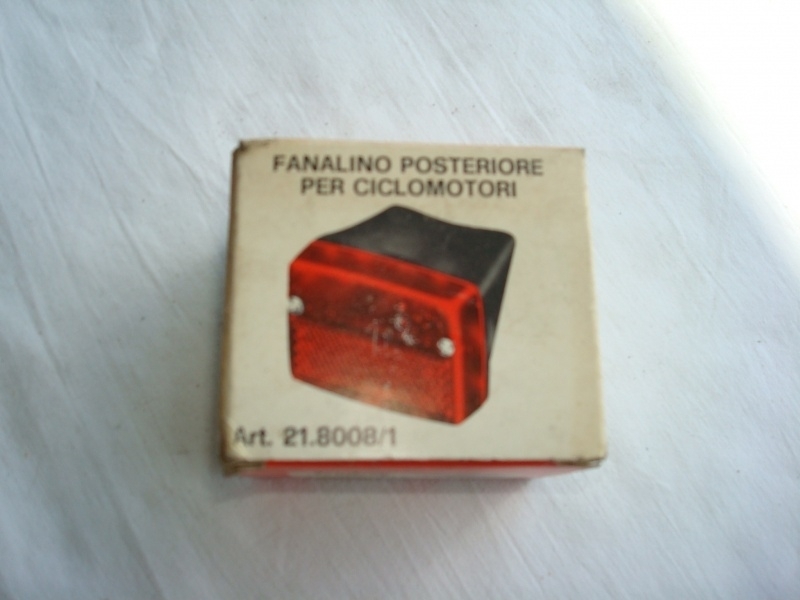 FANALINO POSTERIORE
PER CICLOMOTORI
Art. 21.8008/1